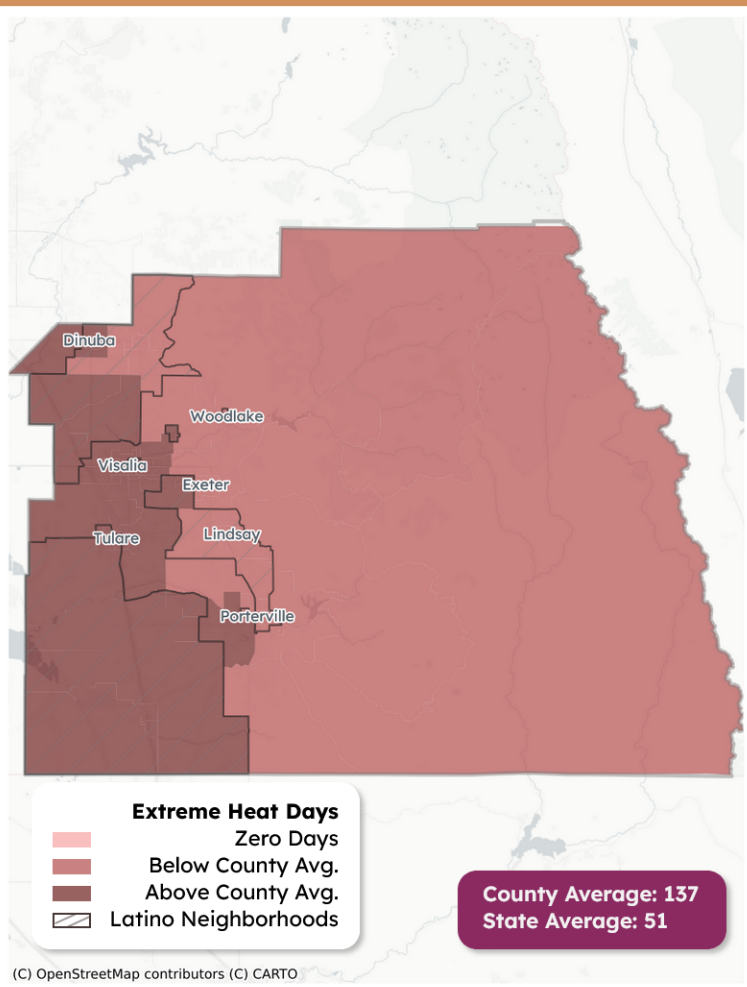 Dinuba
Woodlake
Visalia
Exeter
Tulare
Lindsay
Porterville
Extreme Heat Days
Zero Days
Below County Avg.
Above County Avg.
Latino Neighborhoods
County Average: 137
State Average: 51
(C) OpenStreetMap contributors (C) CARTO